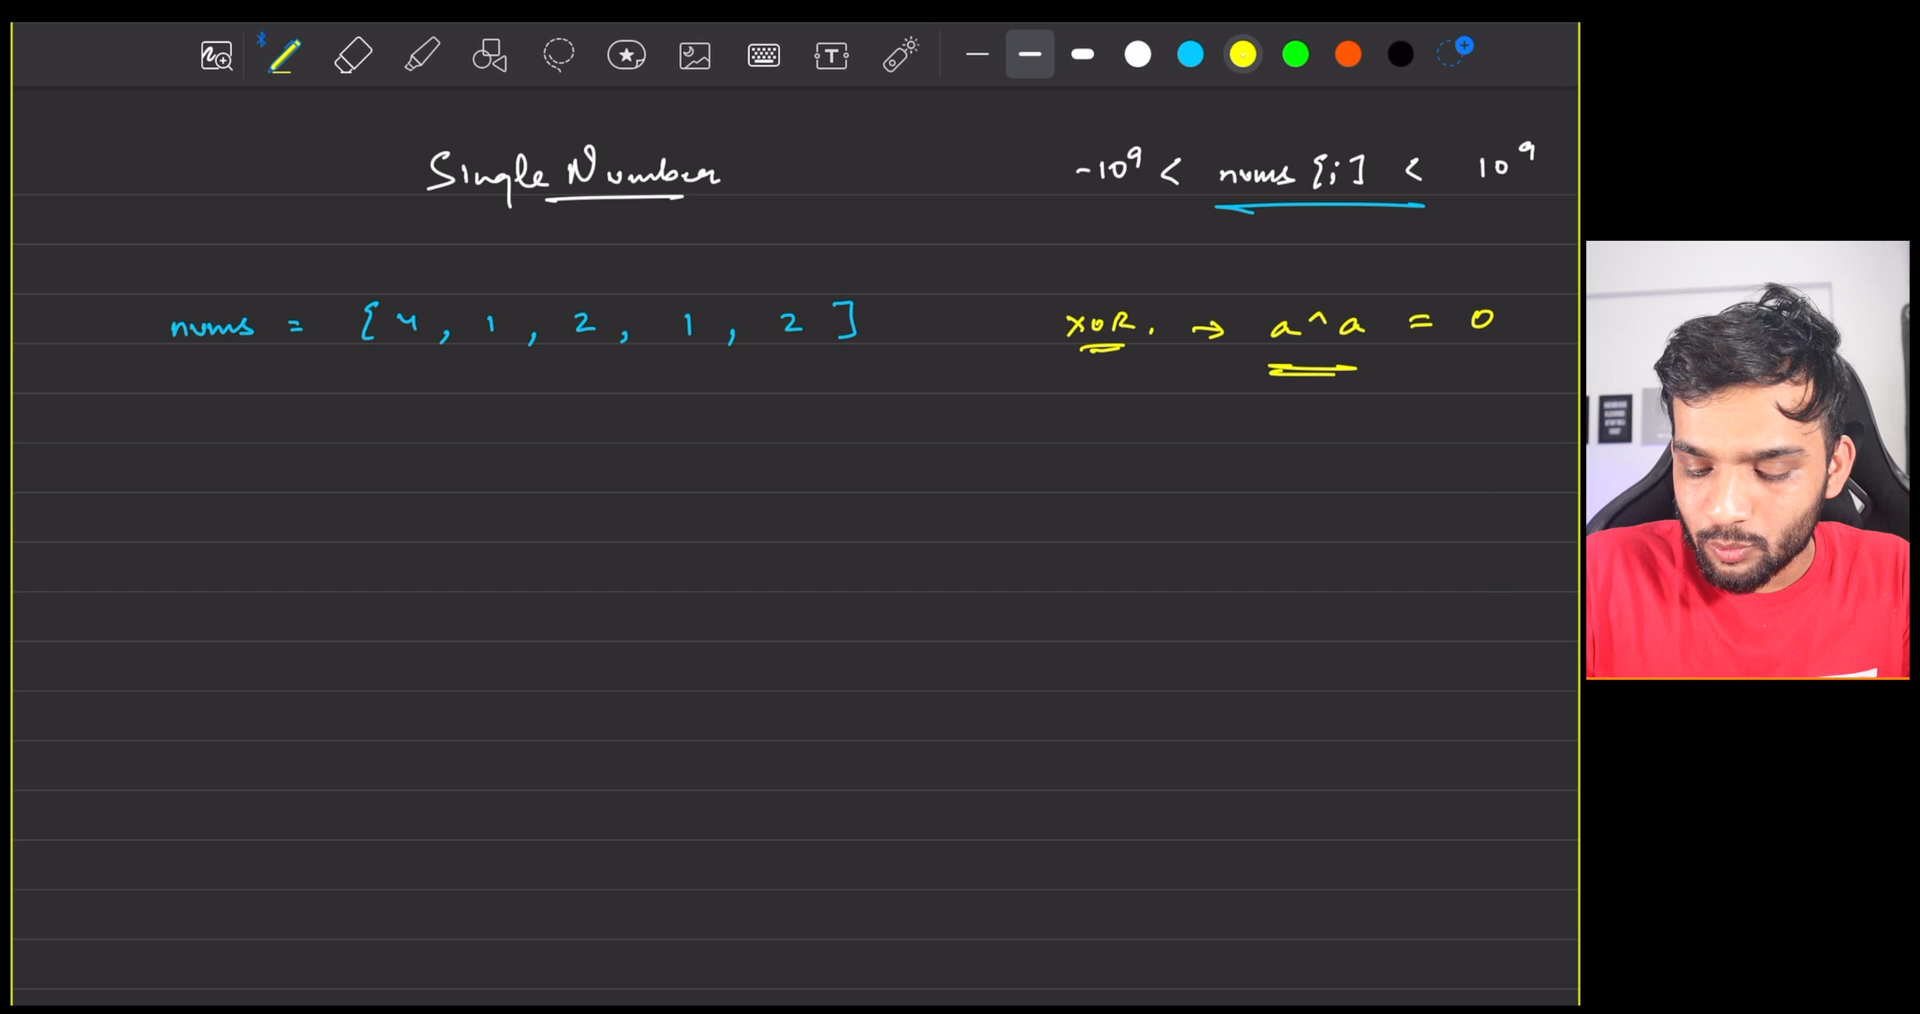 Single Number
-10⁹ < nums [i] < 10⁹
nums = [ 4 , 1 , 2 , 1 , 2 ]
XOR. → a ^ a = 0